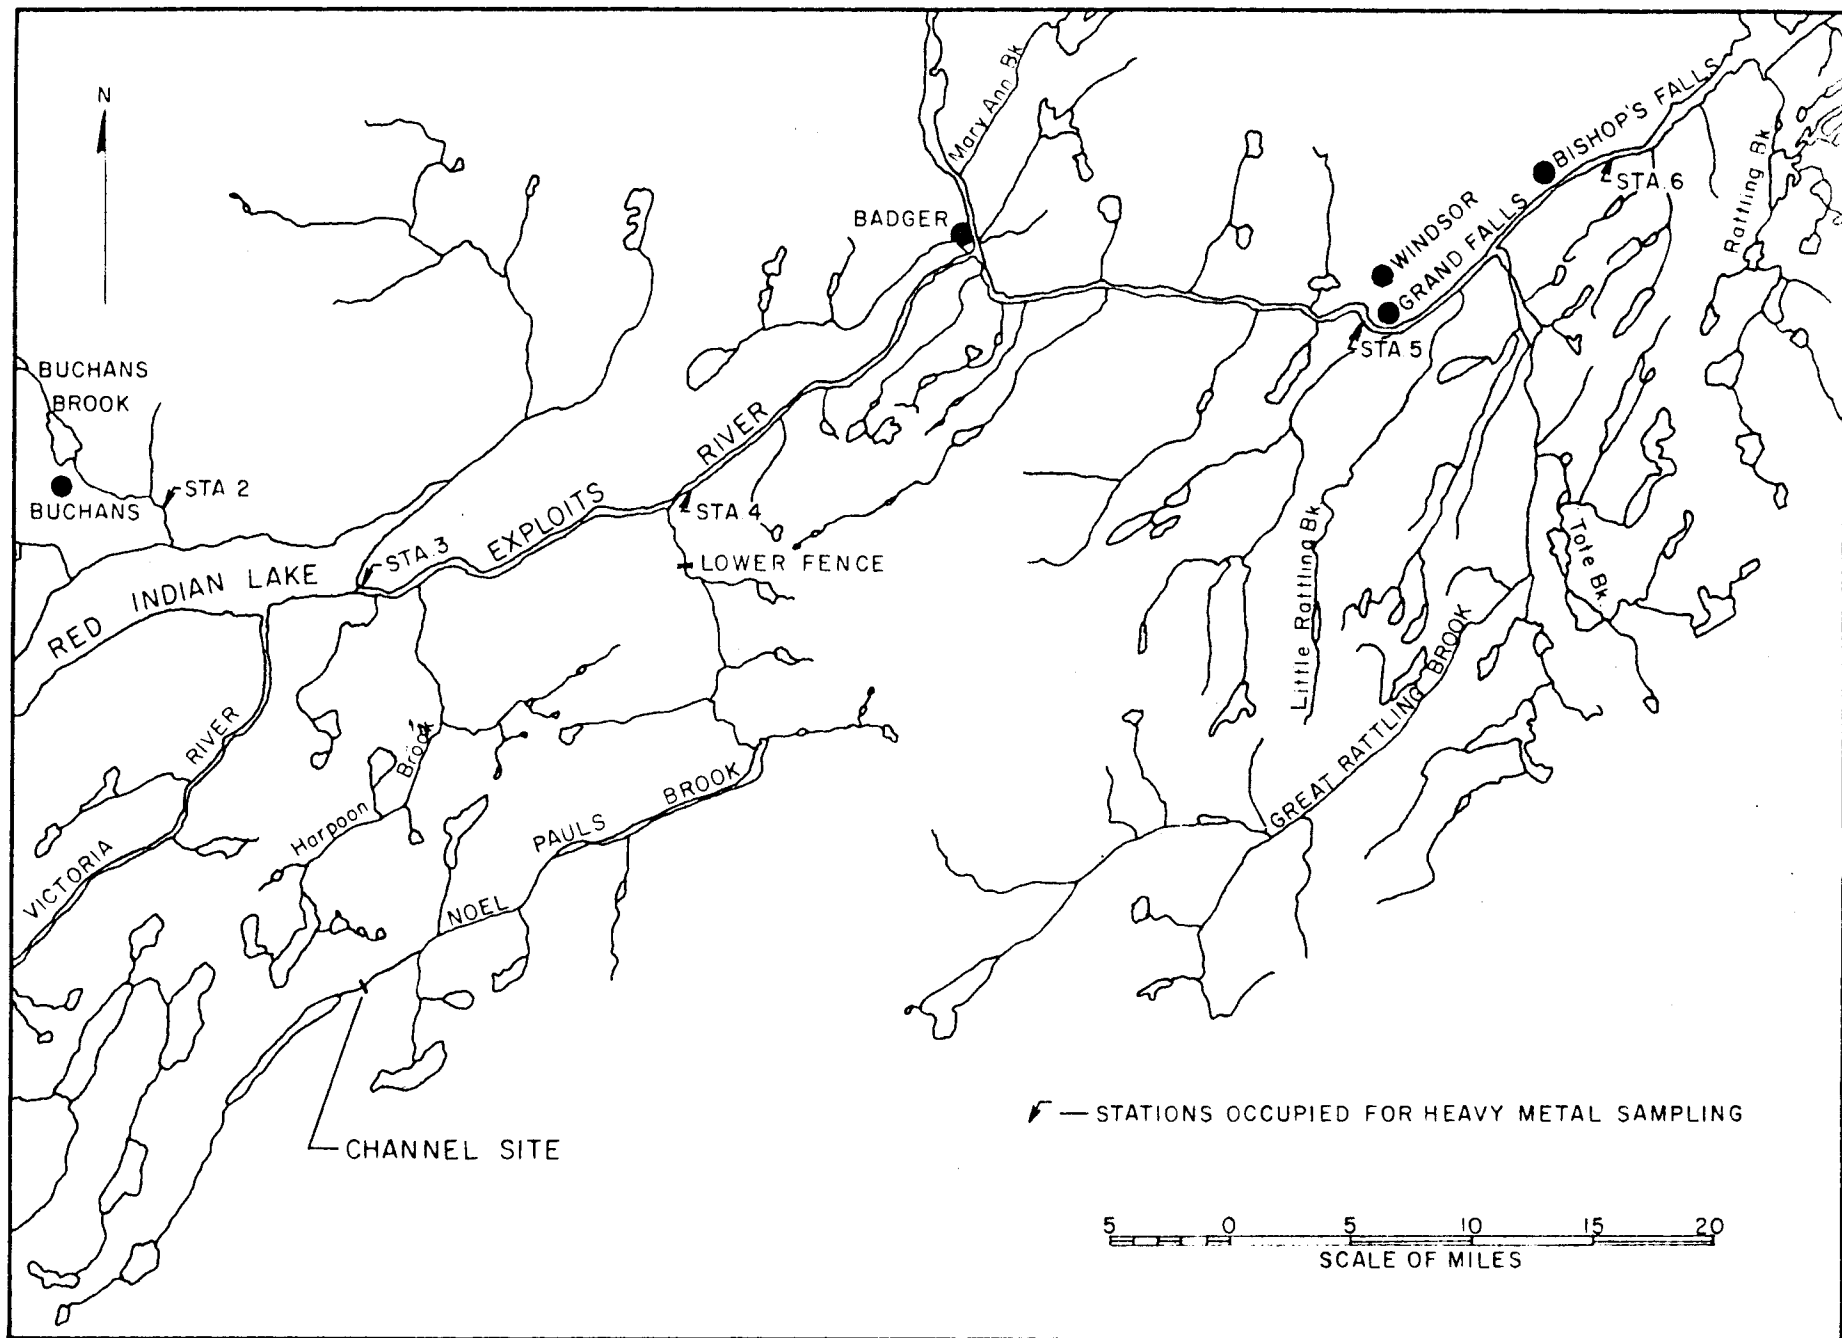 N
Mary Ann Bk
BISHOP'S FALLS
Rattling Bk
STA. 6
BADGER
WINDSOR
GRAND FALLS
STA. 5
BUCHANS
BROOK
STA 2
BUCHANS
RIVER
EXPLOITS
STA. 4
STA. 3
LOWER FENCE
RED INDIAN LAKE
Little Rattling Bk
Tote Bk.
GREAT RATTLING BROOK
VICTORIA RIVER
Harpoon Brook
NOEL PAULS BROOK
CHANNEL SITE
— STATIONS OCCUPIED FOR HEAVY METAL SAMPLING
5 0 5 10 15 20
SCALE OF MILES